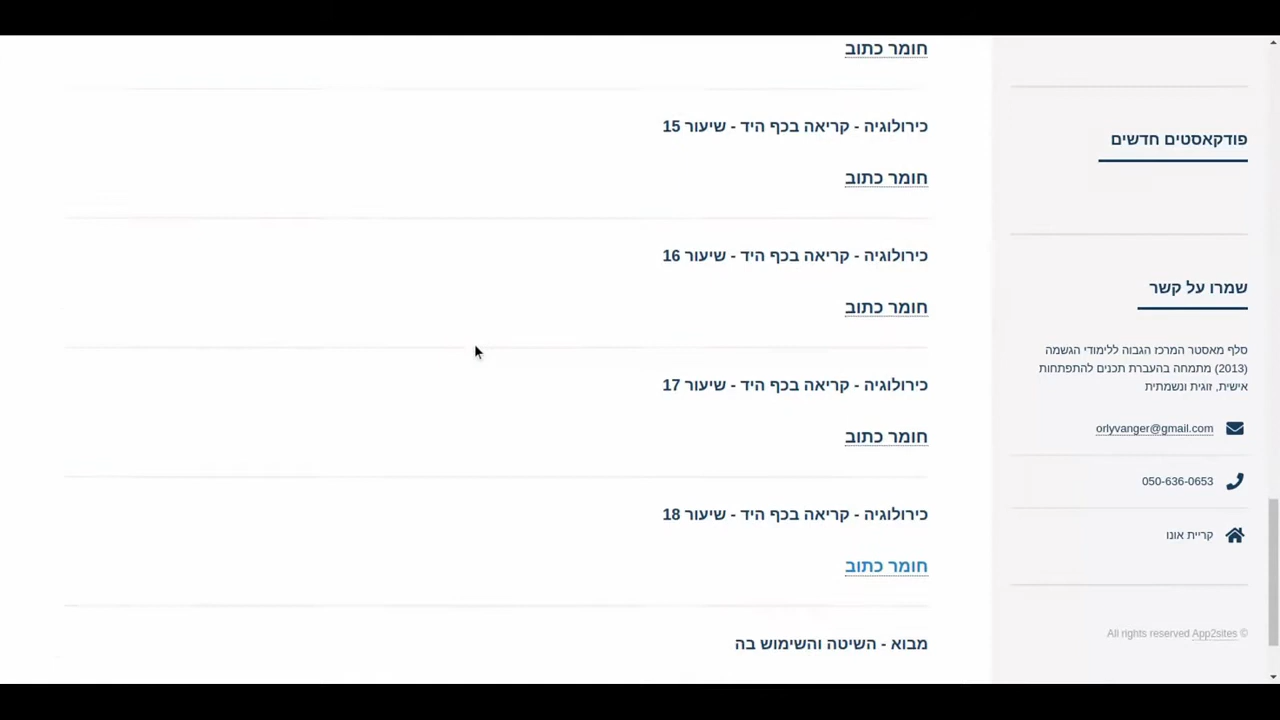 חומר כתוב
כירולוגיה - קריאה בכף היד - שיעור 15
חומר כתוב
כירולוגיה - קריאה בכף היד - שיעור 16
חומר כתוב
כירולוגיה - קריאה בכף היד - שיעור 17
חומר כתוב
כירולוגיה - קריאה בכף היד - שיעור 18
חומר כתוב
מבוא - השיטה והשימוש בה
פודקאסטים חדשים
שמרו על קשר
סלף מאסטר המרכז הגבוה ללימודי הגשמה
(2013) מתמחה בהעברת תכנים להתפתחות
אישית, זוגית ונשמתית
orlyvanger@gmail.com
050-636-0653
קריית אונו
All rights reserved App2sites ©